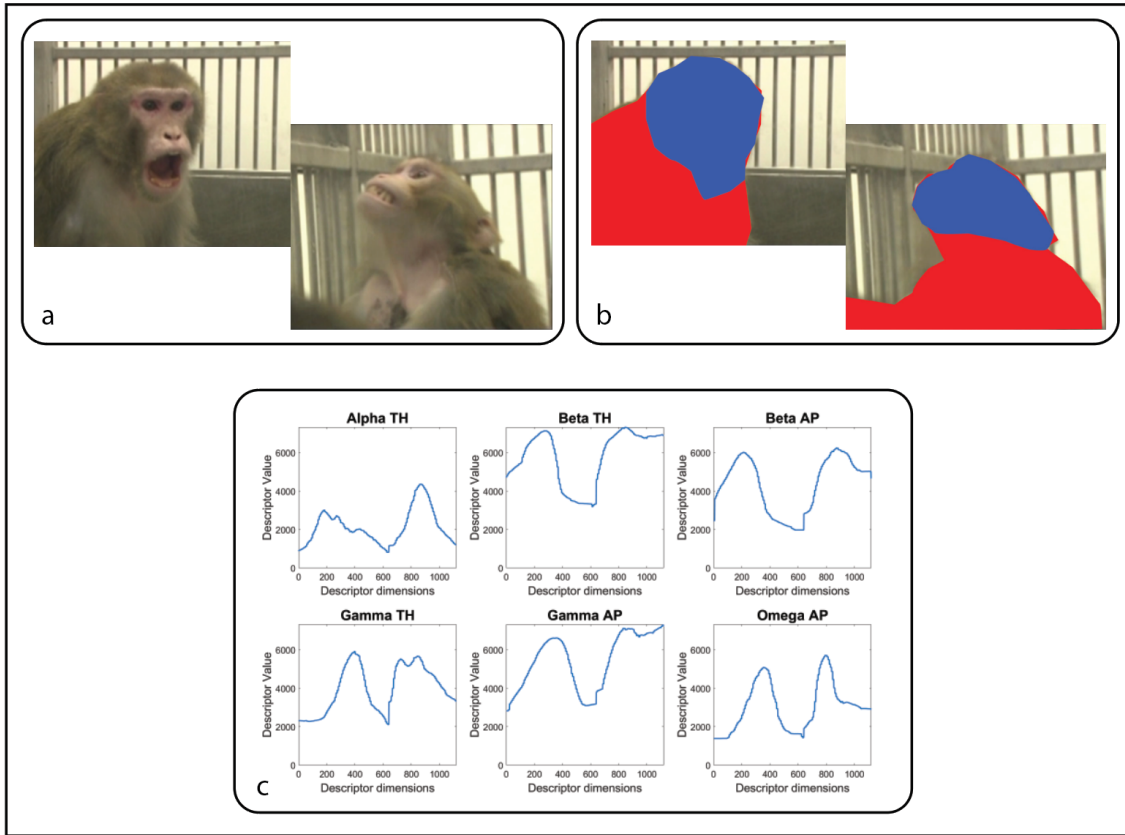 a
b
Alpha TH
Beta TH
Beta AP
Descriptor Value
6000
4000
2000
0
0 200 400 600 800 1000
Descriptor dimensions
Descriptor Value
6000
4000
2000
0
0 200 400 600 800 1000
Descriptor dimensions
Descriptor Value
6000
4000
2000
0
0 200 400 600 800 1000
Descriptor dimensions
Gamma TH
Gamma AP
Omega AP
Descriptor Value
6000
4000
2000
0
0 200 400 600 800 1000
Descriptor dimensions
Descriptor Value
6000
4000
2000
0
0 200 400 600 800 1000
Descriptor dimensions
Descriptor Value
6000
4000
2000
0
0 200 400 600 800 1000
Descriptor dimensions
c